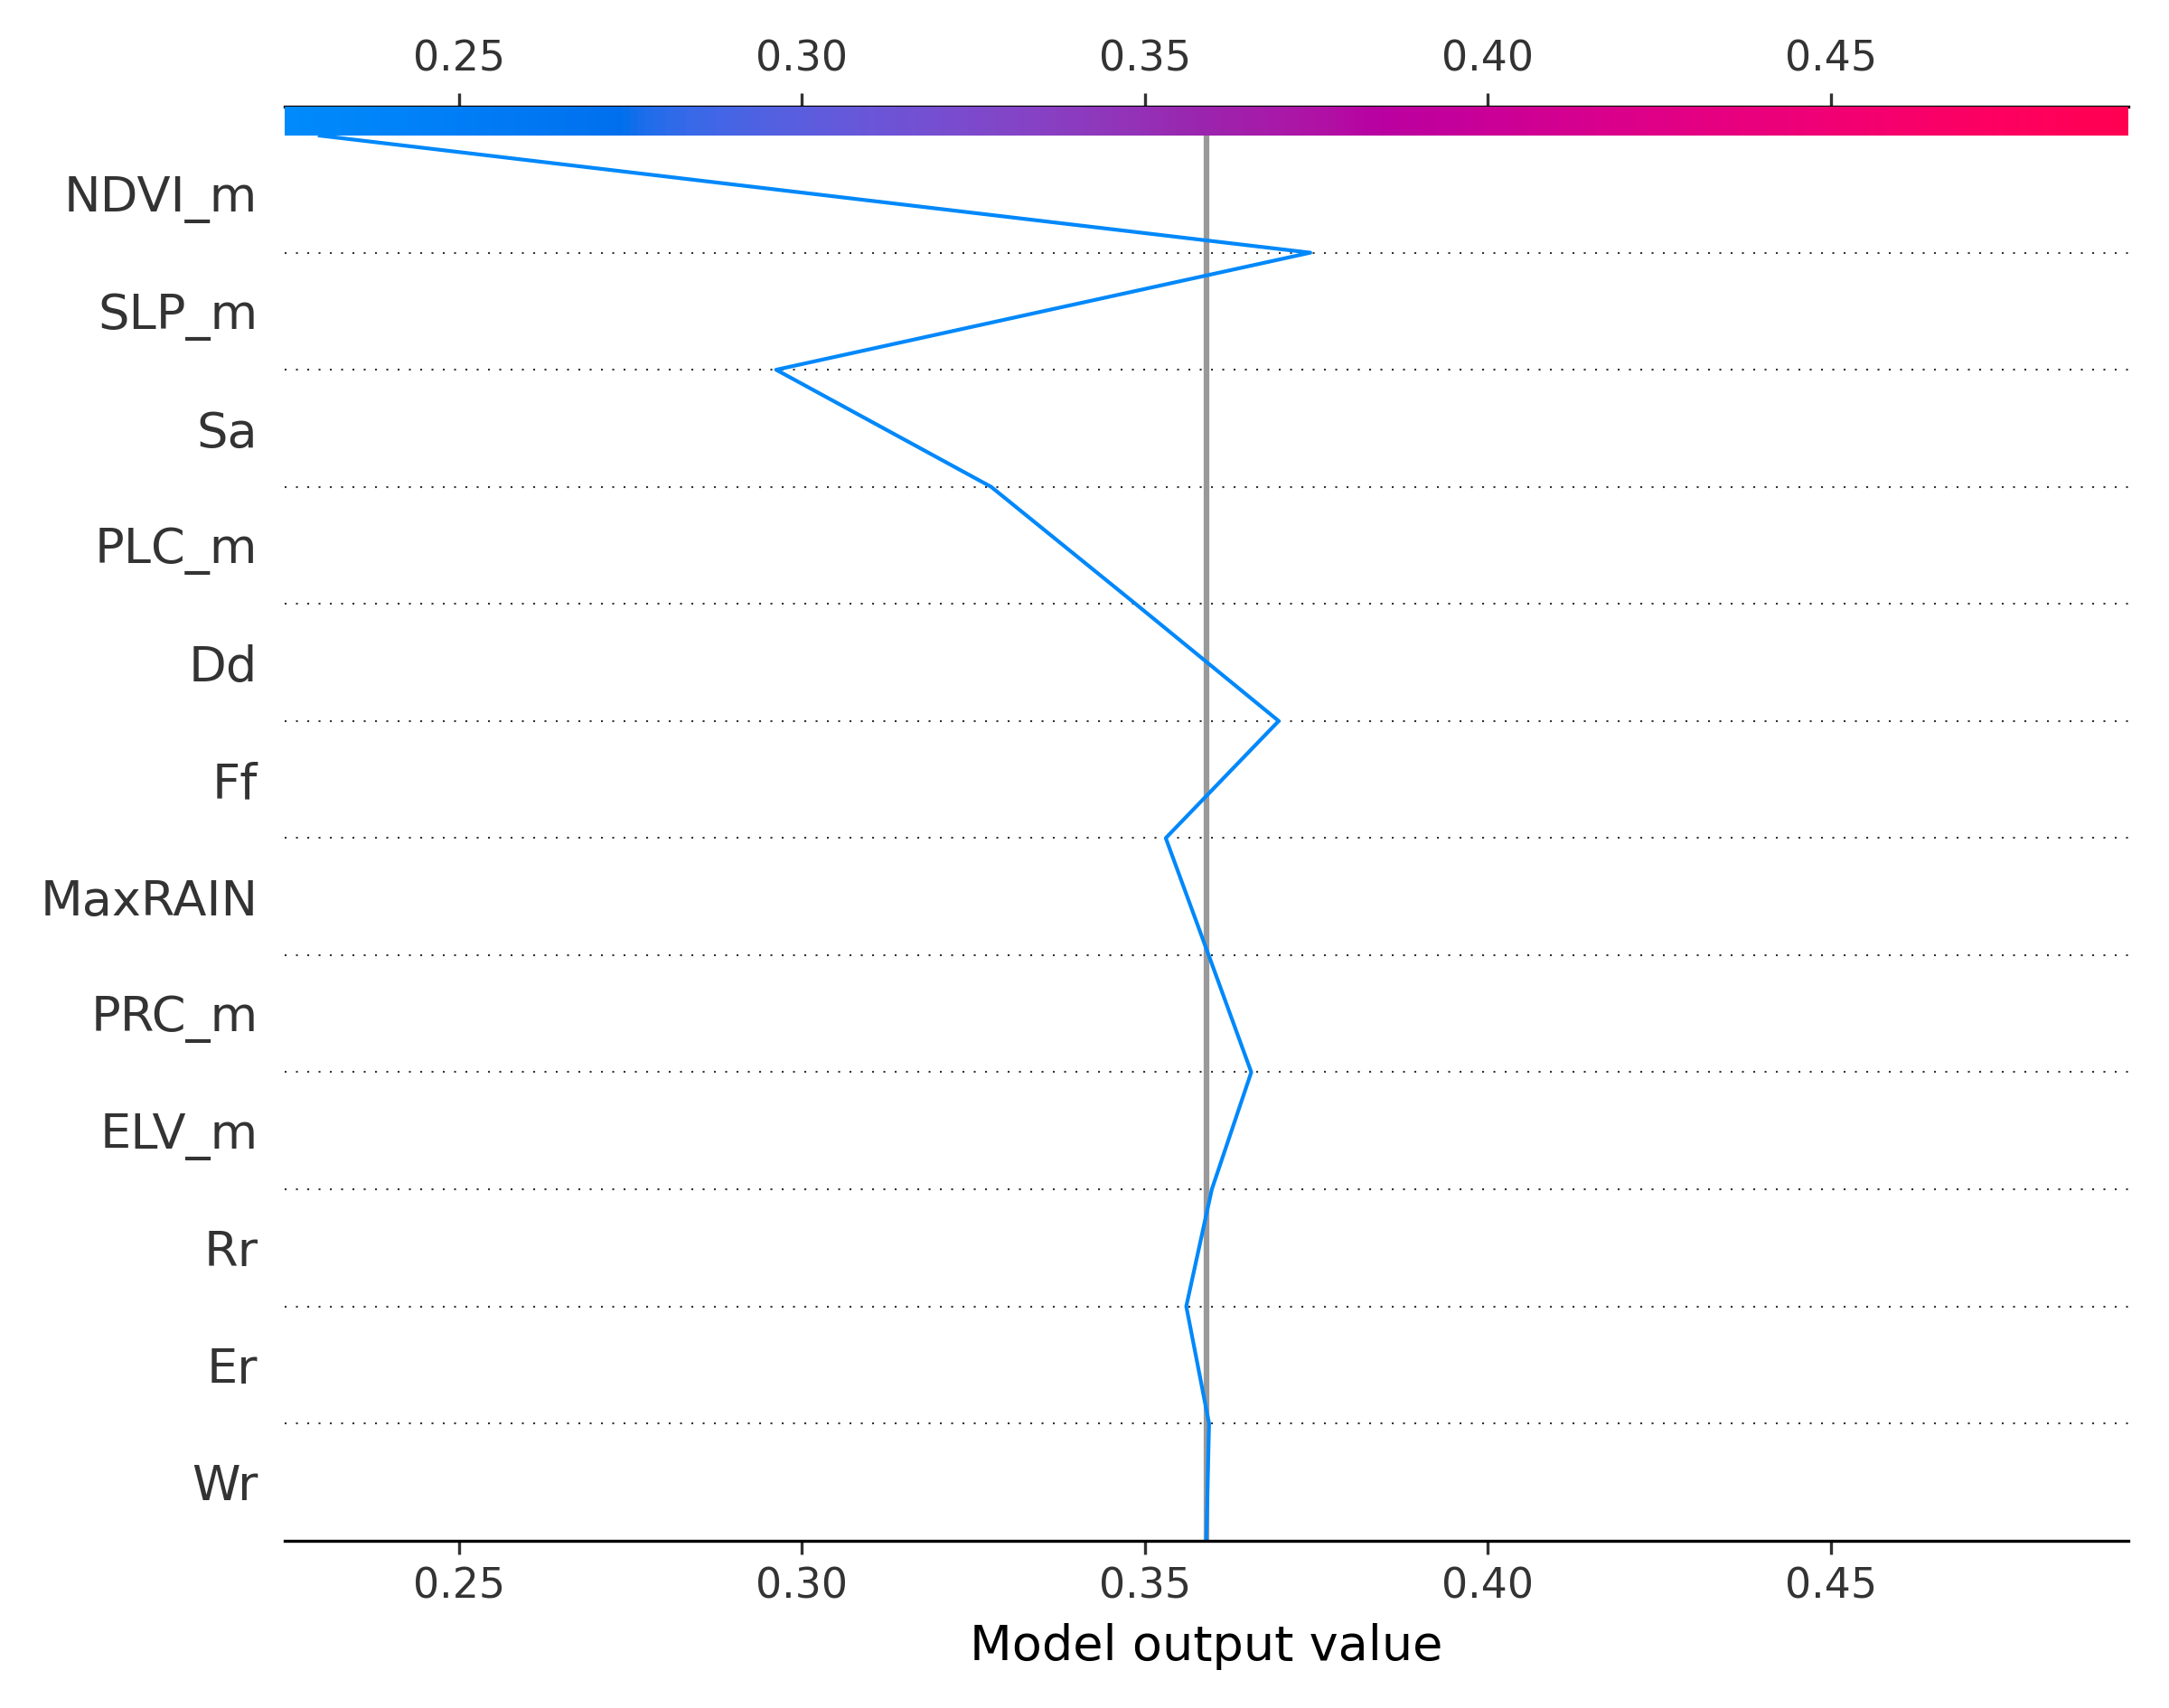 0.25 0.30 0.35 0.40 0.45
NDVI_m
SLP_m
Sa
PLC_m
Dd
Ff
MaxRAIN
PRC_m
ELV_m
Rr
Er
Wr
0.25 0.30 0.35 0.40 0.45
Model output value